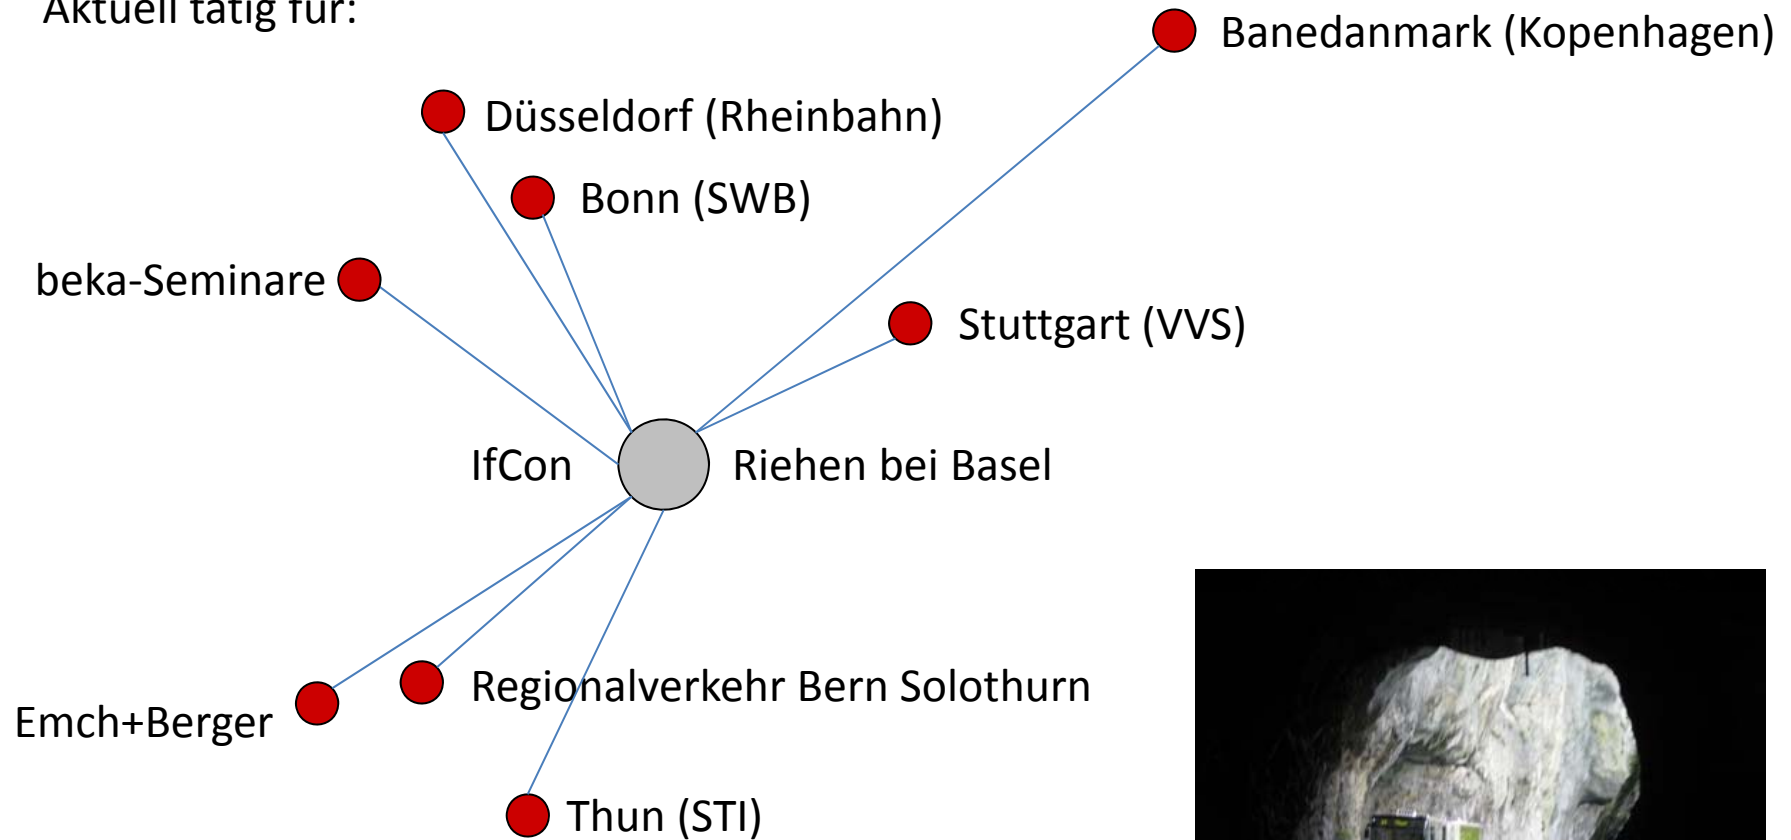 Aktuell tätig für:
Banedanmark (Kopenhagen)
Düsseldorf (Rheinbahn)
Bonn (SWB)
beka-Seminare
Stuttgart (VVS)
IfCon
Riehen bei Basel
Regionalverkehr Bern Solothurn
Emch+Berger
Thun (STI)